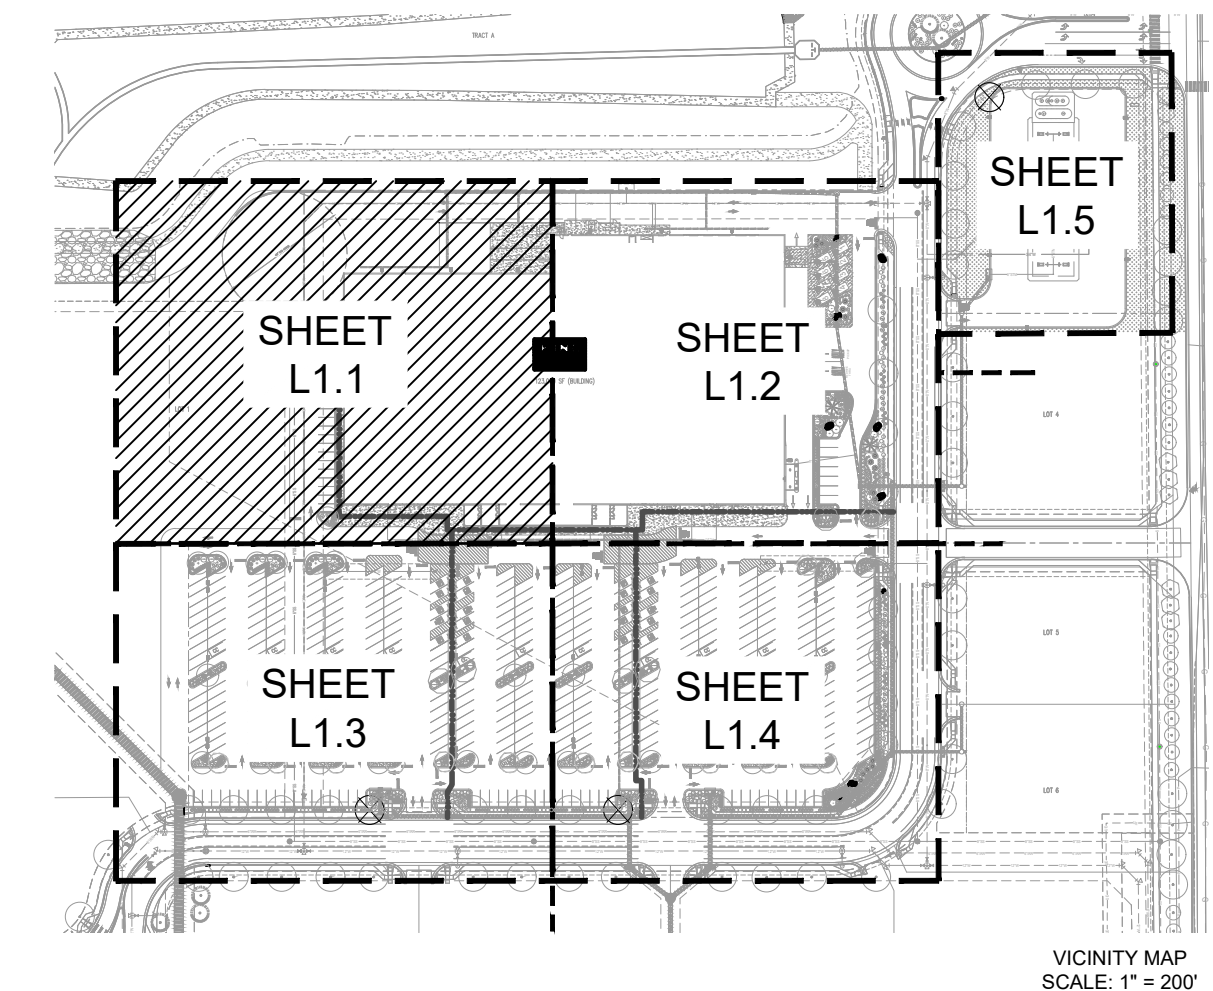 TRACT A
SHEET
L1.5
SHEET
L1.1
SHEET
L1.2
SF (BUILDING)
LOT 1
LOT 4
LOT 5
SHEET
L1.3
SHEET
L1.4
LOT 6
VICINITY MAP
SCALE: 1" = 200'